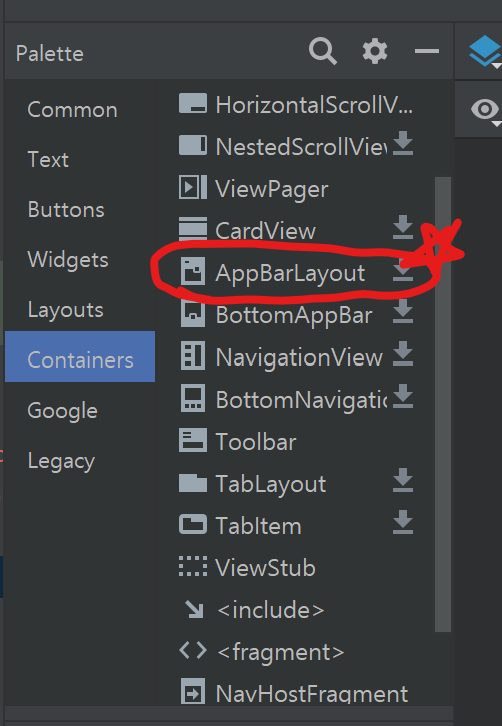 Palette
Common
Text
Buttons
Widgets
Layouts
Containers
Google
Legacy
HorizontalScrollV...
NestedScrollView
ViewPager
CardView
AppBarLayout
BottomAppBar
NavigationView
BottomNavigatio
Toolbar
TabLayout
TabItem
ViewStub
<include>
<fragment>
NavHostFragment